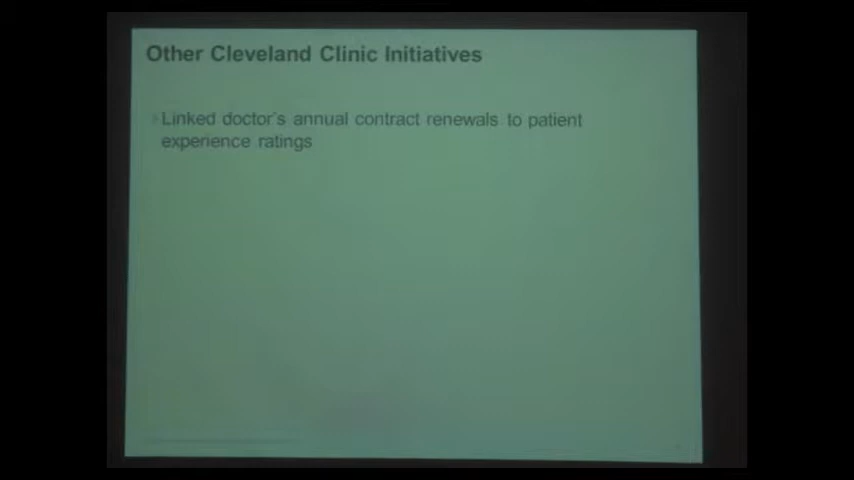 Other Cleveland Clinic Initiatives
Linked doctor's annual contract renewals to patient
experience ratings